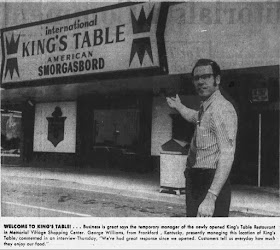 International
KING'S TABLE
AMERICAN
SMORGASBORD
WELCOME TO KING'S TABLE! . . . Business is great says the temporary manager of the newly opened King's Table Restaurant
in Memorial Village Shopping Center. George Williams, from Frankford, Kentucky, presently managing this location of King's
Table, commented in an interview Thursday, "We've had great response since we opened. Customers tell us everyday how much
they enjoy our food."